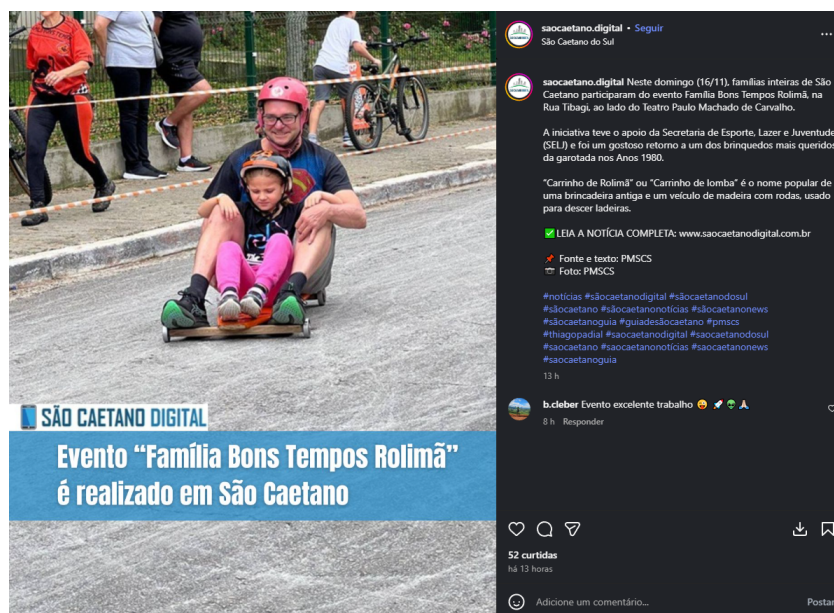 SÃO CAETANO DIGITAL
Evento “Família Bons Tempos Rolimã”
é realizado em São Caetano
saocaetano.digital • Seguir
São Caetano do Sul
saocaetano.digital Neste domingo (16/11), famílias inteiras de São
Caetano participaram do evento Família Bons Tempos Rolimã, na
Rua Tibagi, ao lado do Teatro Paulo Machado de Carvalho.
A iniciativa teve o apoio da Secretaria de Esporte, Lazer e Juventude
(SELJ) e foi um gostoso retorno a um dos brinquedos mais queridos
da garotada nos Anos 1980.
“Carrinho de Rolimã” ou "Carrinho de lomba” é o nome popular de
uma brincadeira antiga e um veículo de madeira com rodas, usado
para descer ladeiras.
✅ LEIA A NOTÍCIA COMPLETA: www.saocaetanodigital.com.br
📌 Fonte e texto: PMSCS
📷 Foto: PMSCS
#notícias #sãocaetanodigital #sãocaetanodosul
#sãocaetano #sãocaetanonotícias #sãocaetanonews
#sãocaetanoguia #guiadesãocaetano #pmscs
#thiagopadial #saocaetanodigital #saocaetanodosul
#saocaetano #saocaetanonotícias #saocaetanonews
#saocaetanoguia
13 h
b.cleber Evento excelente trabalho 😛 🚀 👽 🙏
8 h Responder
52 curtidas
há 13 horas
Adicione um comentário...
Postar